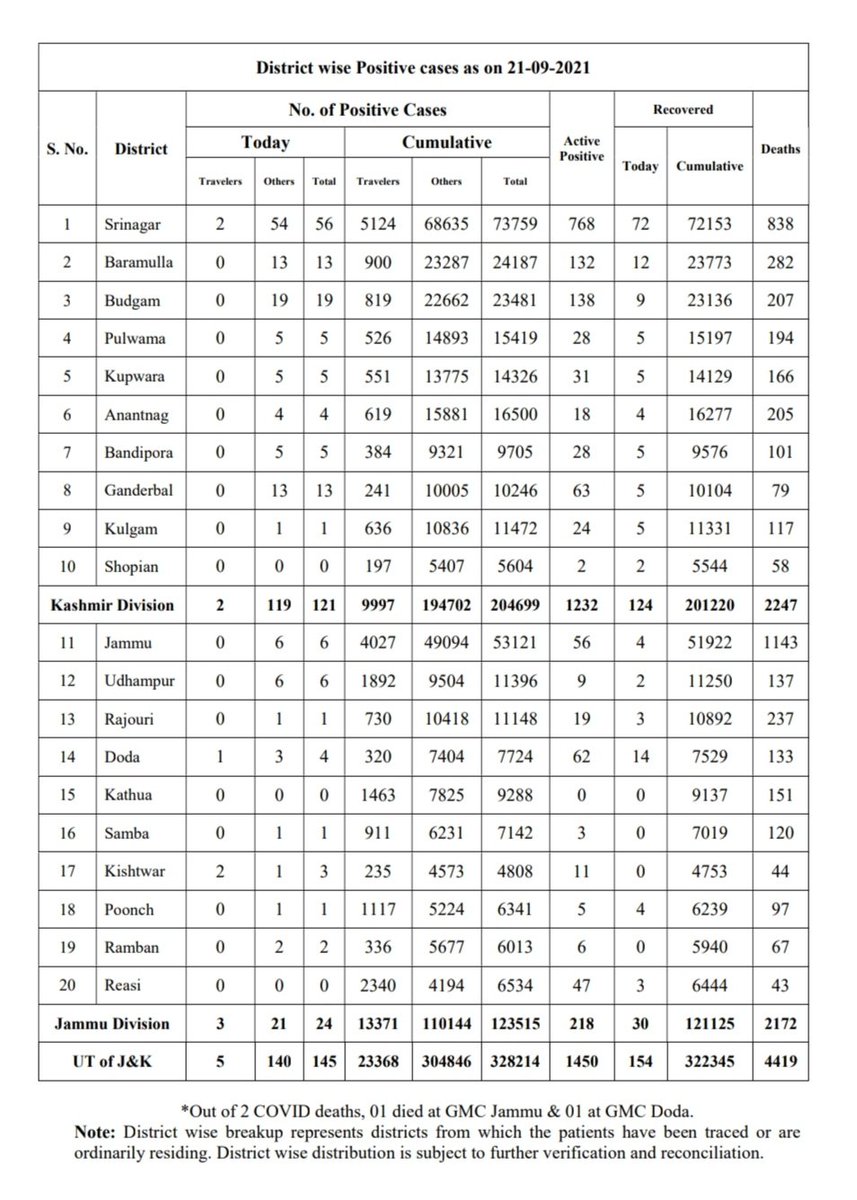 District wise Positive cases as on 21-09-2021
S. No. District No. of Positive Cases Active Positive Recovered Deaths
Today Cumulative Today Cumulative
Travelers Others Total Travelers Others Total
1 Srinagar 2 54 56 5124 68635 73759 768 72 72153 838
2 Baramulla 0 13 13 900 23287 24187 132 12 23773 282
3 Budgam 0 19 19 819 22662 23481 138 9 23136 207
4 Pulwama 0 5 5 526 14893 15419 28 5 15197 194
5 Kupwara 0 5 5 551 13775 14326 31 5 14129 166
6 Anantnag 0 4 4 619 15881 16500 18 4 16277 205
7 Bandipora 0 5 5 384 9321 9705 28 5 9576 101
8 Ganderbal 0 13 13 241 10005 10246 63 5 10104 79
9 Kulgam 0 1 1 636 10836 11472 24 5 11331 117
10 Shopian 0 0 0 197 5407 5604 2 2 5544 58
Kashmir Division 2 119 121 9997 194702 204699 1232 124 201220 2247
11 Jammu 0 6 6 4027 49094 53121 56 4 51922 1143
12 Udhampur 0 6 6 1892 9504 11396 9 2 11250 137
13 Rajouri 0 1 1 730 10418 11148 19 3 10892 237
14 Doda 1 3 4 320 7404 7724 62 14 7529 133
15 Kathua 0 0 0 1463 7825 9288 0 0 9137 151
16 Samba 0 1 1 911 6231 7142 3 0 7019 120
17 Kishtwar 2 1 3 235 4573 4808 11 0 4753 44
18 Poonch 0 1 1 1117 5224 6341 5 4 6239 97
19 Ramban 0 2 2 336 5677 6013 6 0 5940 67
20 Reasi 0 0 0 2340 4194 6534 47 3 6444 43
Jammu Division 3 21 24 13371 110144 123515 218 30 121125 2172
UT of J&K 5 140 145 23368 304846 328214 1450 154 322345 4419
*Out of 2 COVID deaths, 01 died at GMC Jammu & 01 at GMC Doda.
Note: District wise breakup represents districts from which the patients have been traced or are
ordinarily residing. District wise distribution is subject to further verification and reconciliation.